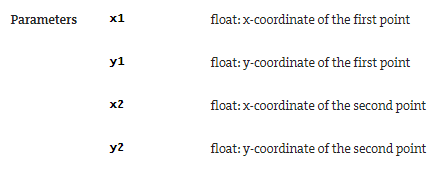 Parameters x1 float: x-coordinate of the first point
y1 float: y-coordinate of the first point
x2 float: x-coordinate of the second point
y2 float: y-coordinate of the second point